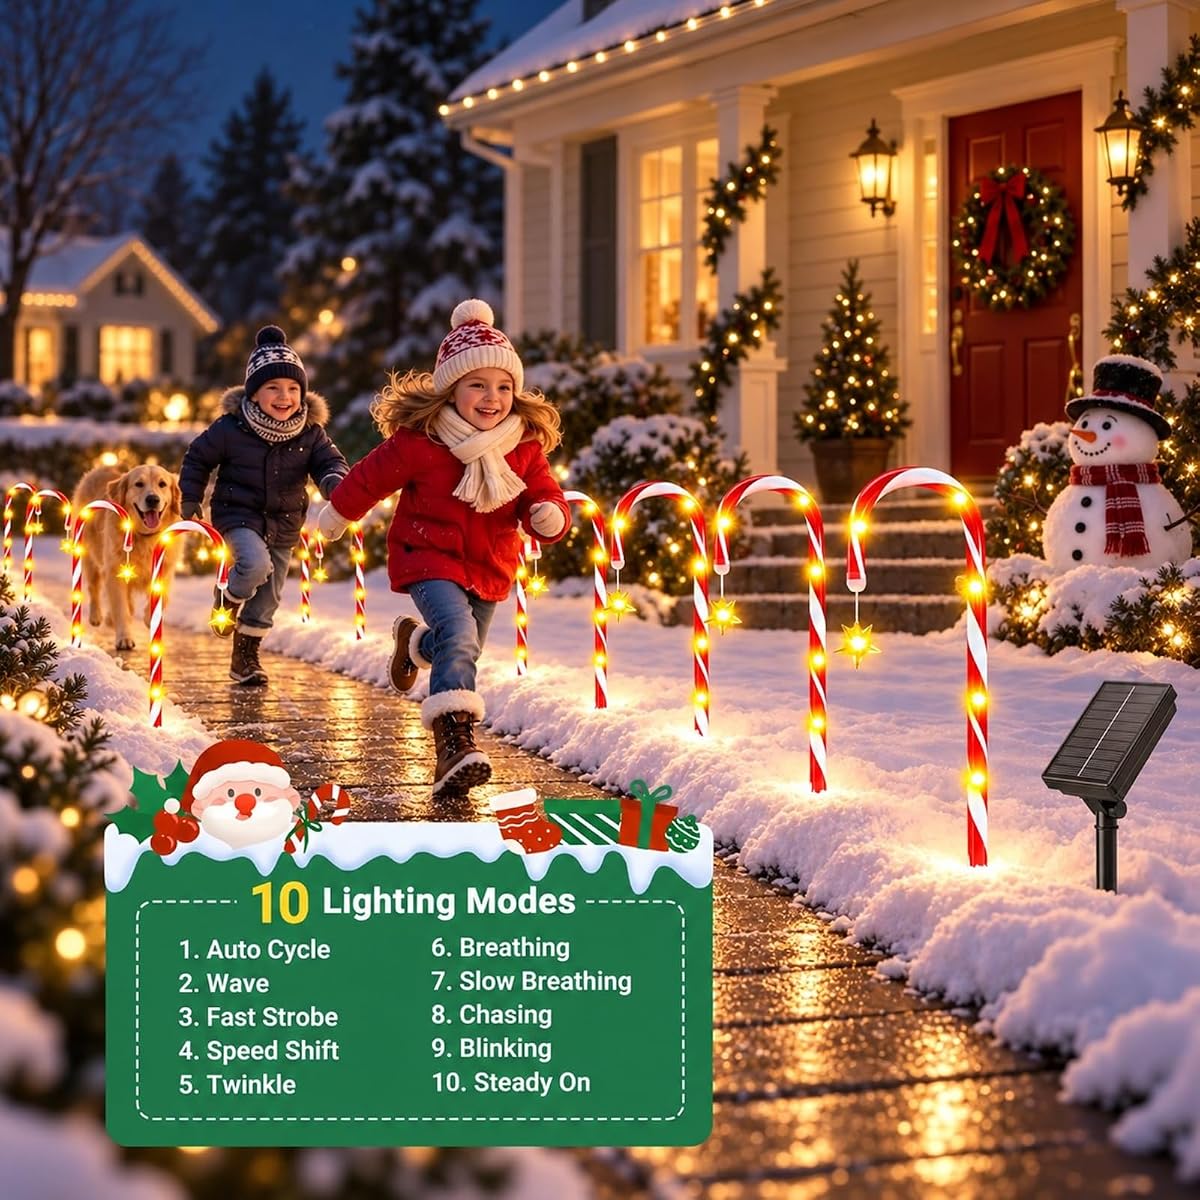 10 Lighting Modes
1. Auto Cycle
2. Wave
3. Fast Strobe
4. Speed Shift
5. Twinkle
6. Breathing
7. Slow Breathing
8. Chasing
9. Blinking
10. Steady On